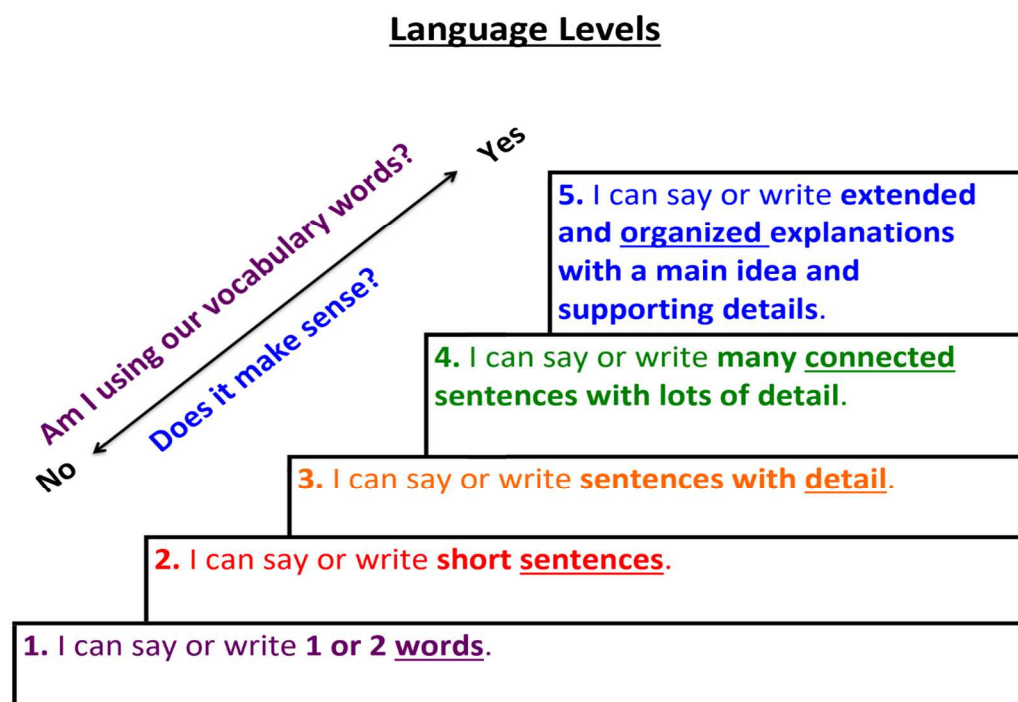 Language Levels
Yes
Am I using our vocabulary words?
Does it make sense?
No
5. I can say or write extended
and organized explanations
with a main idea and
supporting details.
4. I can say or write many connected
sentences with lots of detail.
3. I can say or write sentences with detail.
2. I can say or write short sentences.
1. I can say or write 1 or 2 words.